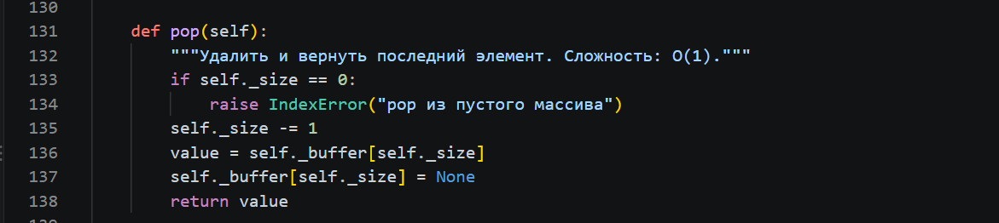 130
131 def pop(self):
132 """Удалить и вернуть последний элемент. Сложность: O(1)."""
133 if self._size == 0:
134 raise IndexError("pop из пустого массива")
135 self._size -= 1
136 value = self._buffer[self._size]
137 self._buffer[self._size] = None
138 return value